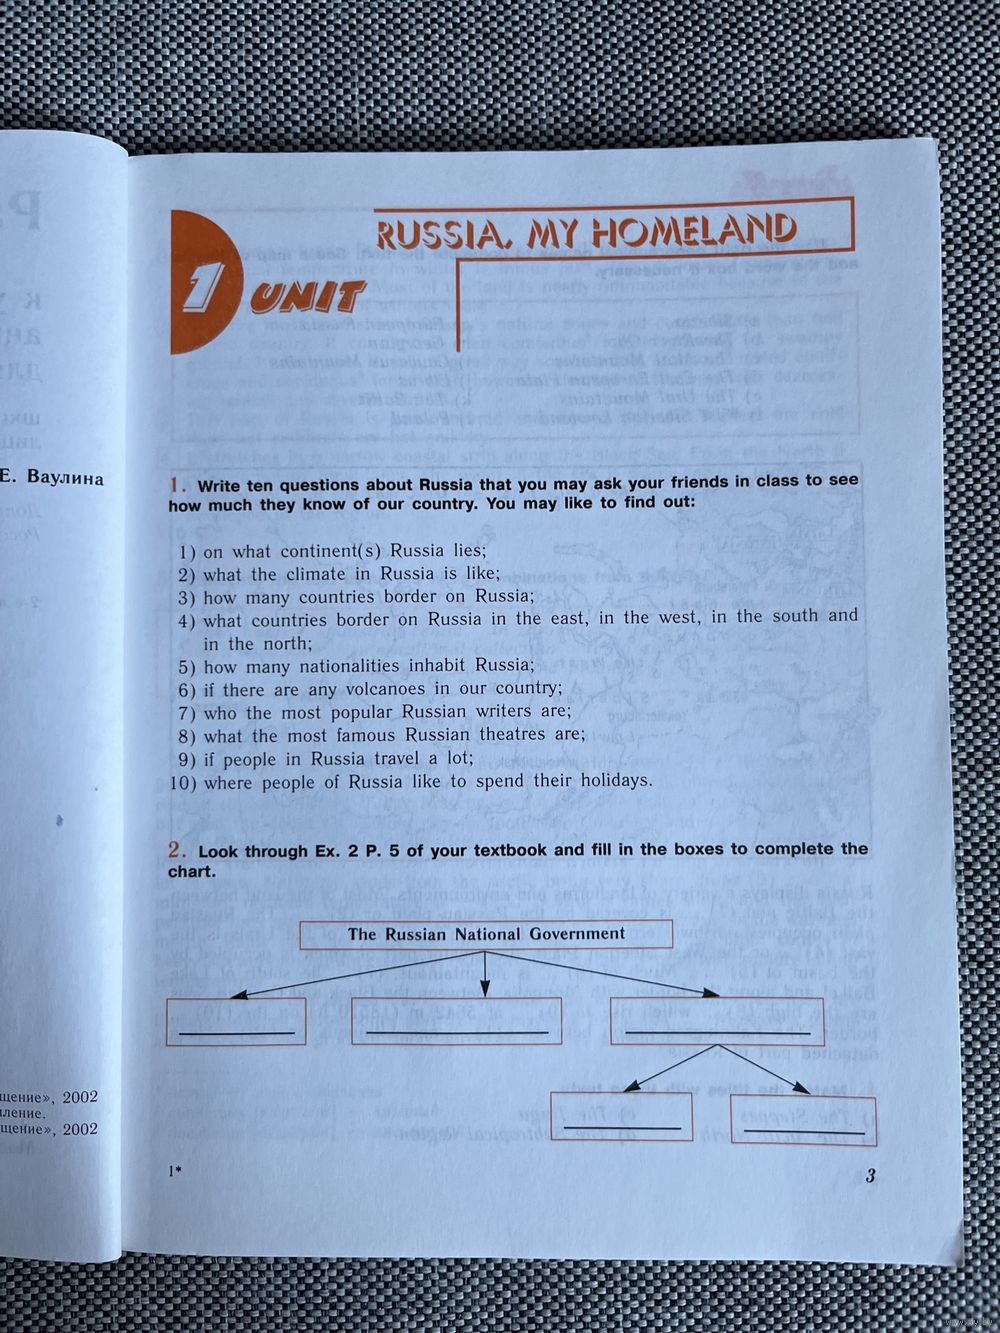 Е. Ваулина
щение», 2002
ление.
щение», 2002
RUSSIA, MY HOMELAND
1 UNIT
1. Write ten questions about Russia that you may ask your friends in class to see
how much they know of our country. You may like to find out:
1) on what continent(s) Russia lies;
2) what the climate in Russia is like;
3) how many countries border on Russia;
4) what countries border on Russia in the east, in the west, in the south and
in the north;
5) how many nationalities inhabit Russia;
6) if there are any volcanoes in our country;
7) who the most popular Russian writers are;
8) what the most famous Russian theatres are;
9) if people in Russia travel a lot;
10) where people of Russia like to spend their holidays.
2. Look through Ex. 2 P. 5 of your textbook and fill in the boxes to complete the
chart.
The Russian National Government
1*
3